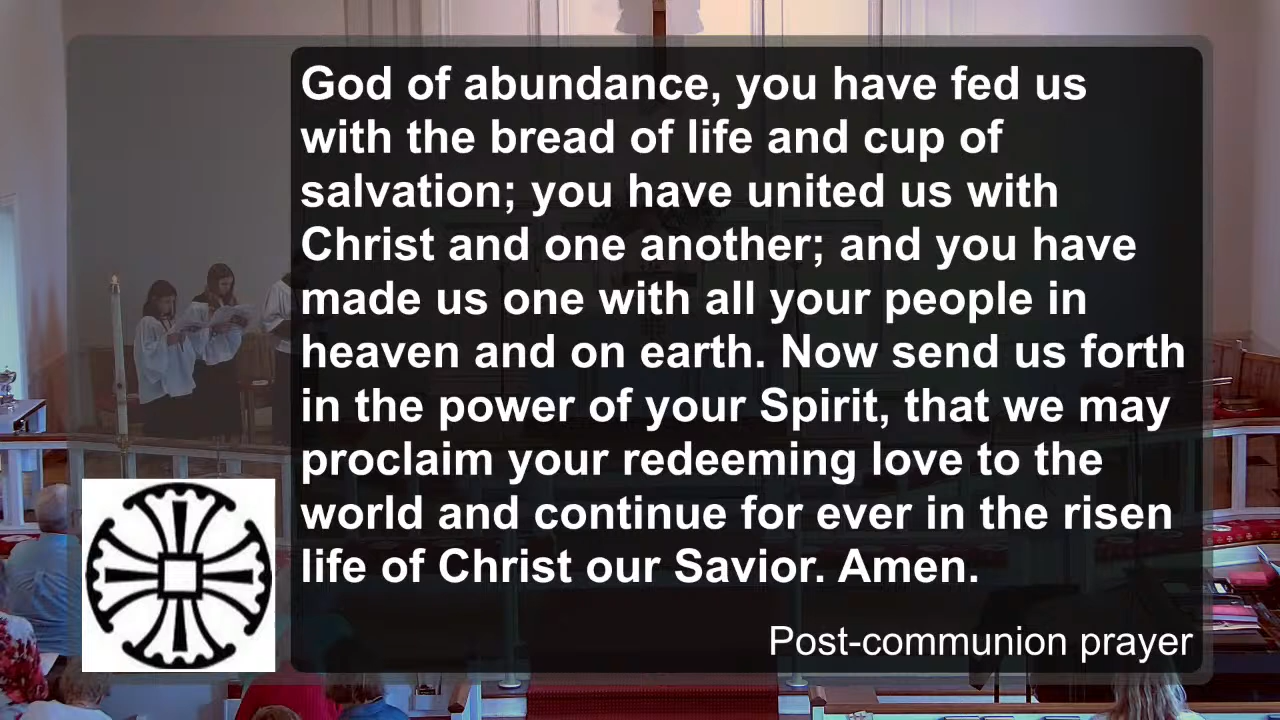 God of abundance, you have fed us
with the bread of life and cup of
salvation; you have united us with
Christ and one another; and you have
made us one with all your people in
heaven and on earth. Now send us forth
in the power of your Spirit, that we may
proclaim your redeeming love to the
world and continue for ever in the risen
life of Christ our Savior. Amen.
Post-communion prayer